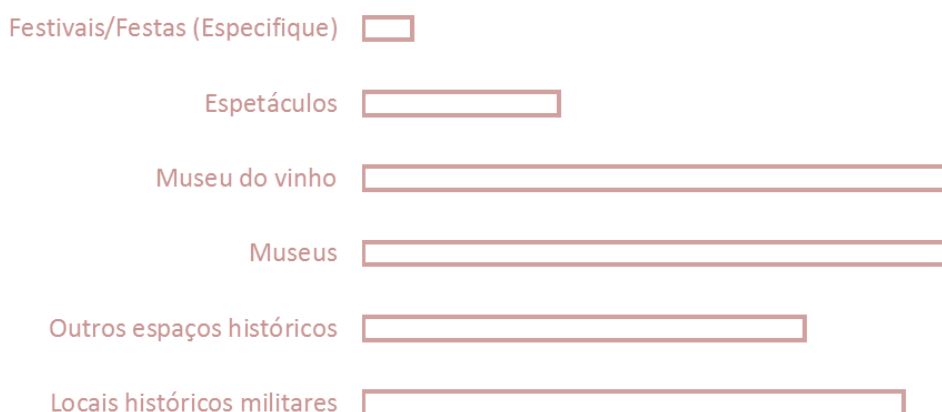 Festivais/Festas (Especifique)
Espetáculos
Museu do vinho
Museus
Outros espaços históricos
Locais históricos militares